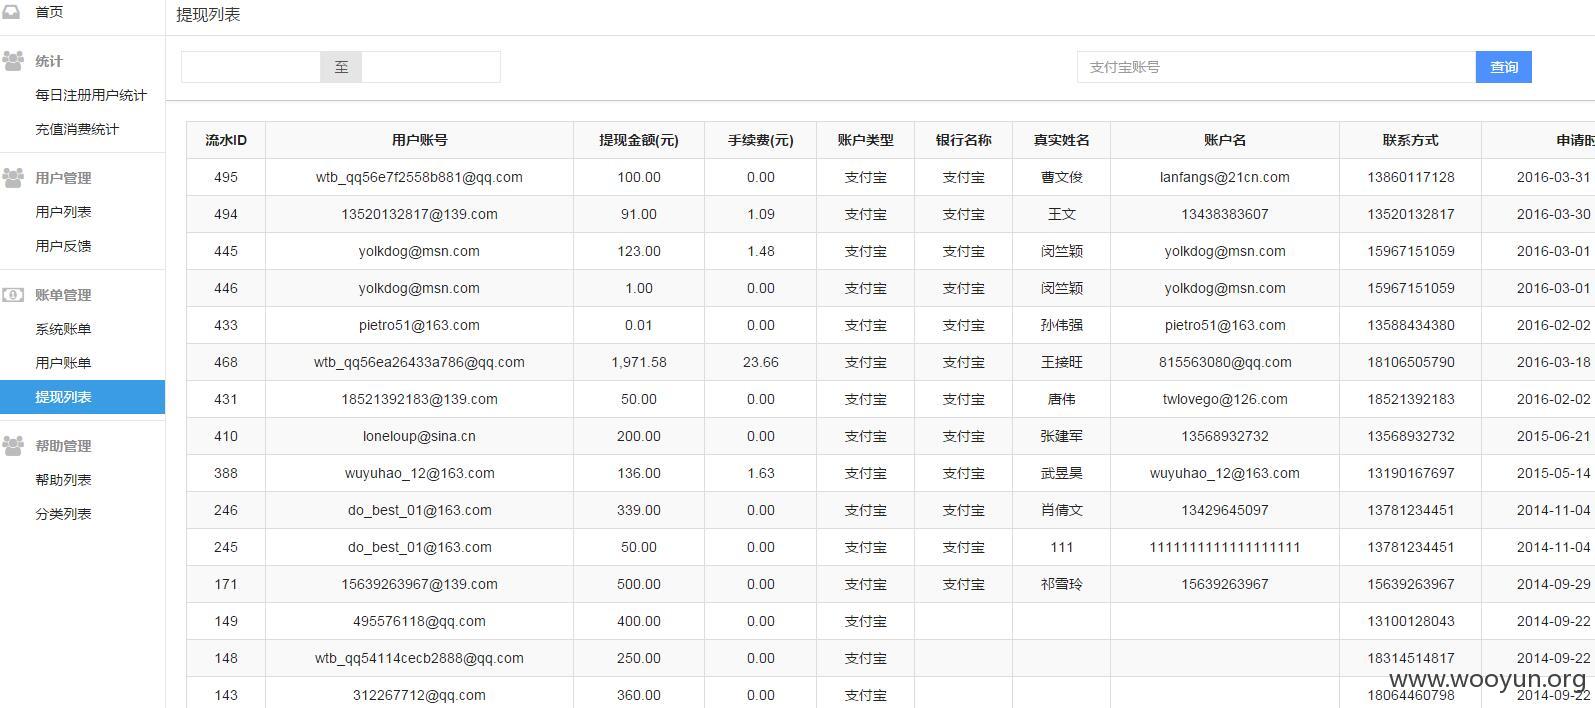 首页
统计
每日注册用户统计
充值消费统计
用户管理
用户列表
用户反馈
账单管理
系统账单
用户账单
提现列表
帮助管理
帮助列表
分类列表
提现列表
至 支付宝账号 查询
流水ID 用户账号 提现金额(元) 手续费(元) 账户类型 银行名称 真实姓名 账户名 联系方式 申请时
495 wtb_qq56e7f2558b881@qq.com 100.00 0.00 支付宝 支付宝 曹文俊 lanfangs@21cn.com 13860117128 2016-03-31
494 13520132817@139.com 91.00 1.09 支付宝 支付宝 王文 13438383607 13520132817 2016-03-30
445 yolkdog@msn.com 123.00 1.48 支付宝 支付宝 闵竺颖 yolkdog@msn.com 15967151059 2016-03-01
446 yolkdog@msn.com 1.00 0.00 支付宝 支付宝 闵竺颖 yolkdog@msn.com 15967151059 2016-03-01
433 pietro51@163.com 0.01 0.00 支付宝 支付宝 孙伟强 pietro51@163.com 13588434380 2016-02-02
468 wtb_qq56ea26433a786@qq.com 1,971.58 23.66 支付宝 支付宝 王接旺 815563080@qq.com 18106505790 2016-03-18
431 18521392183@139.com 50.00 0.00 支付宝 支付宝 唐伟 twlovego@126.com 18521392183 2016-02-02
410 loneloup@sina.cn 200.00 0.00 支付宝 支付宝 张建军 13568932732 13568932732 2015-06-21
388 wuyuhao_12@163.com 136.00 1.63 支付宝 支付宝 武昱昊 wuyuhao_12@163.com 13190167697 2015-05-14
246 do_best_01@163.com 339.00 0.00 支付宝 支付宝 肖倩文 13429645097 13781234451 2014-11-04
245 do_best_01@163.com 50.00 0.00 支付宝 支付宝 111 1111111111111111111 13781234451 2014-11-04
171 15639263967@139.com 500.00 0.00 支付宝 支付宝 祁雪玲 15639263967 15639263967 2014-09-29
149 495576118@qq.com 400.00 0.00 支付宝 13100128043 2014-09-22
148 wtb_qq54114cecb2888@qq.com 250.00 0.00 支付宝 18314514817 2014-09-22
143 312267712@qq.com 360.00 0.00 支付宝 18064460798 2014-09-22
www.wooyun.org